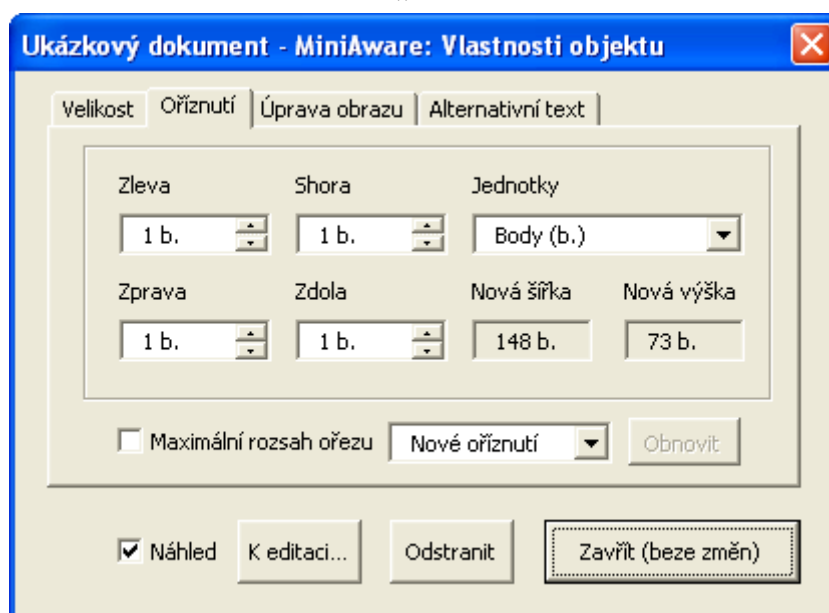 Ukázkový dokument - MiniAware: Vlastnosti objektu
Velikost Oříznutí Úprava obrazu Alternativní text
Zleva Shora Jednotky
1 b. 1 b. Body (b.)
Zprava Zdola Nová šířka Nová výška
1 b. 1 b. 148 b. 73 b.
Maximální rozsah ořezu Nové oříznutí Obnovit
Náhled K editaci... Odstranit Zavřít (beze změn)